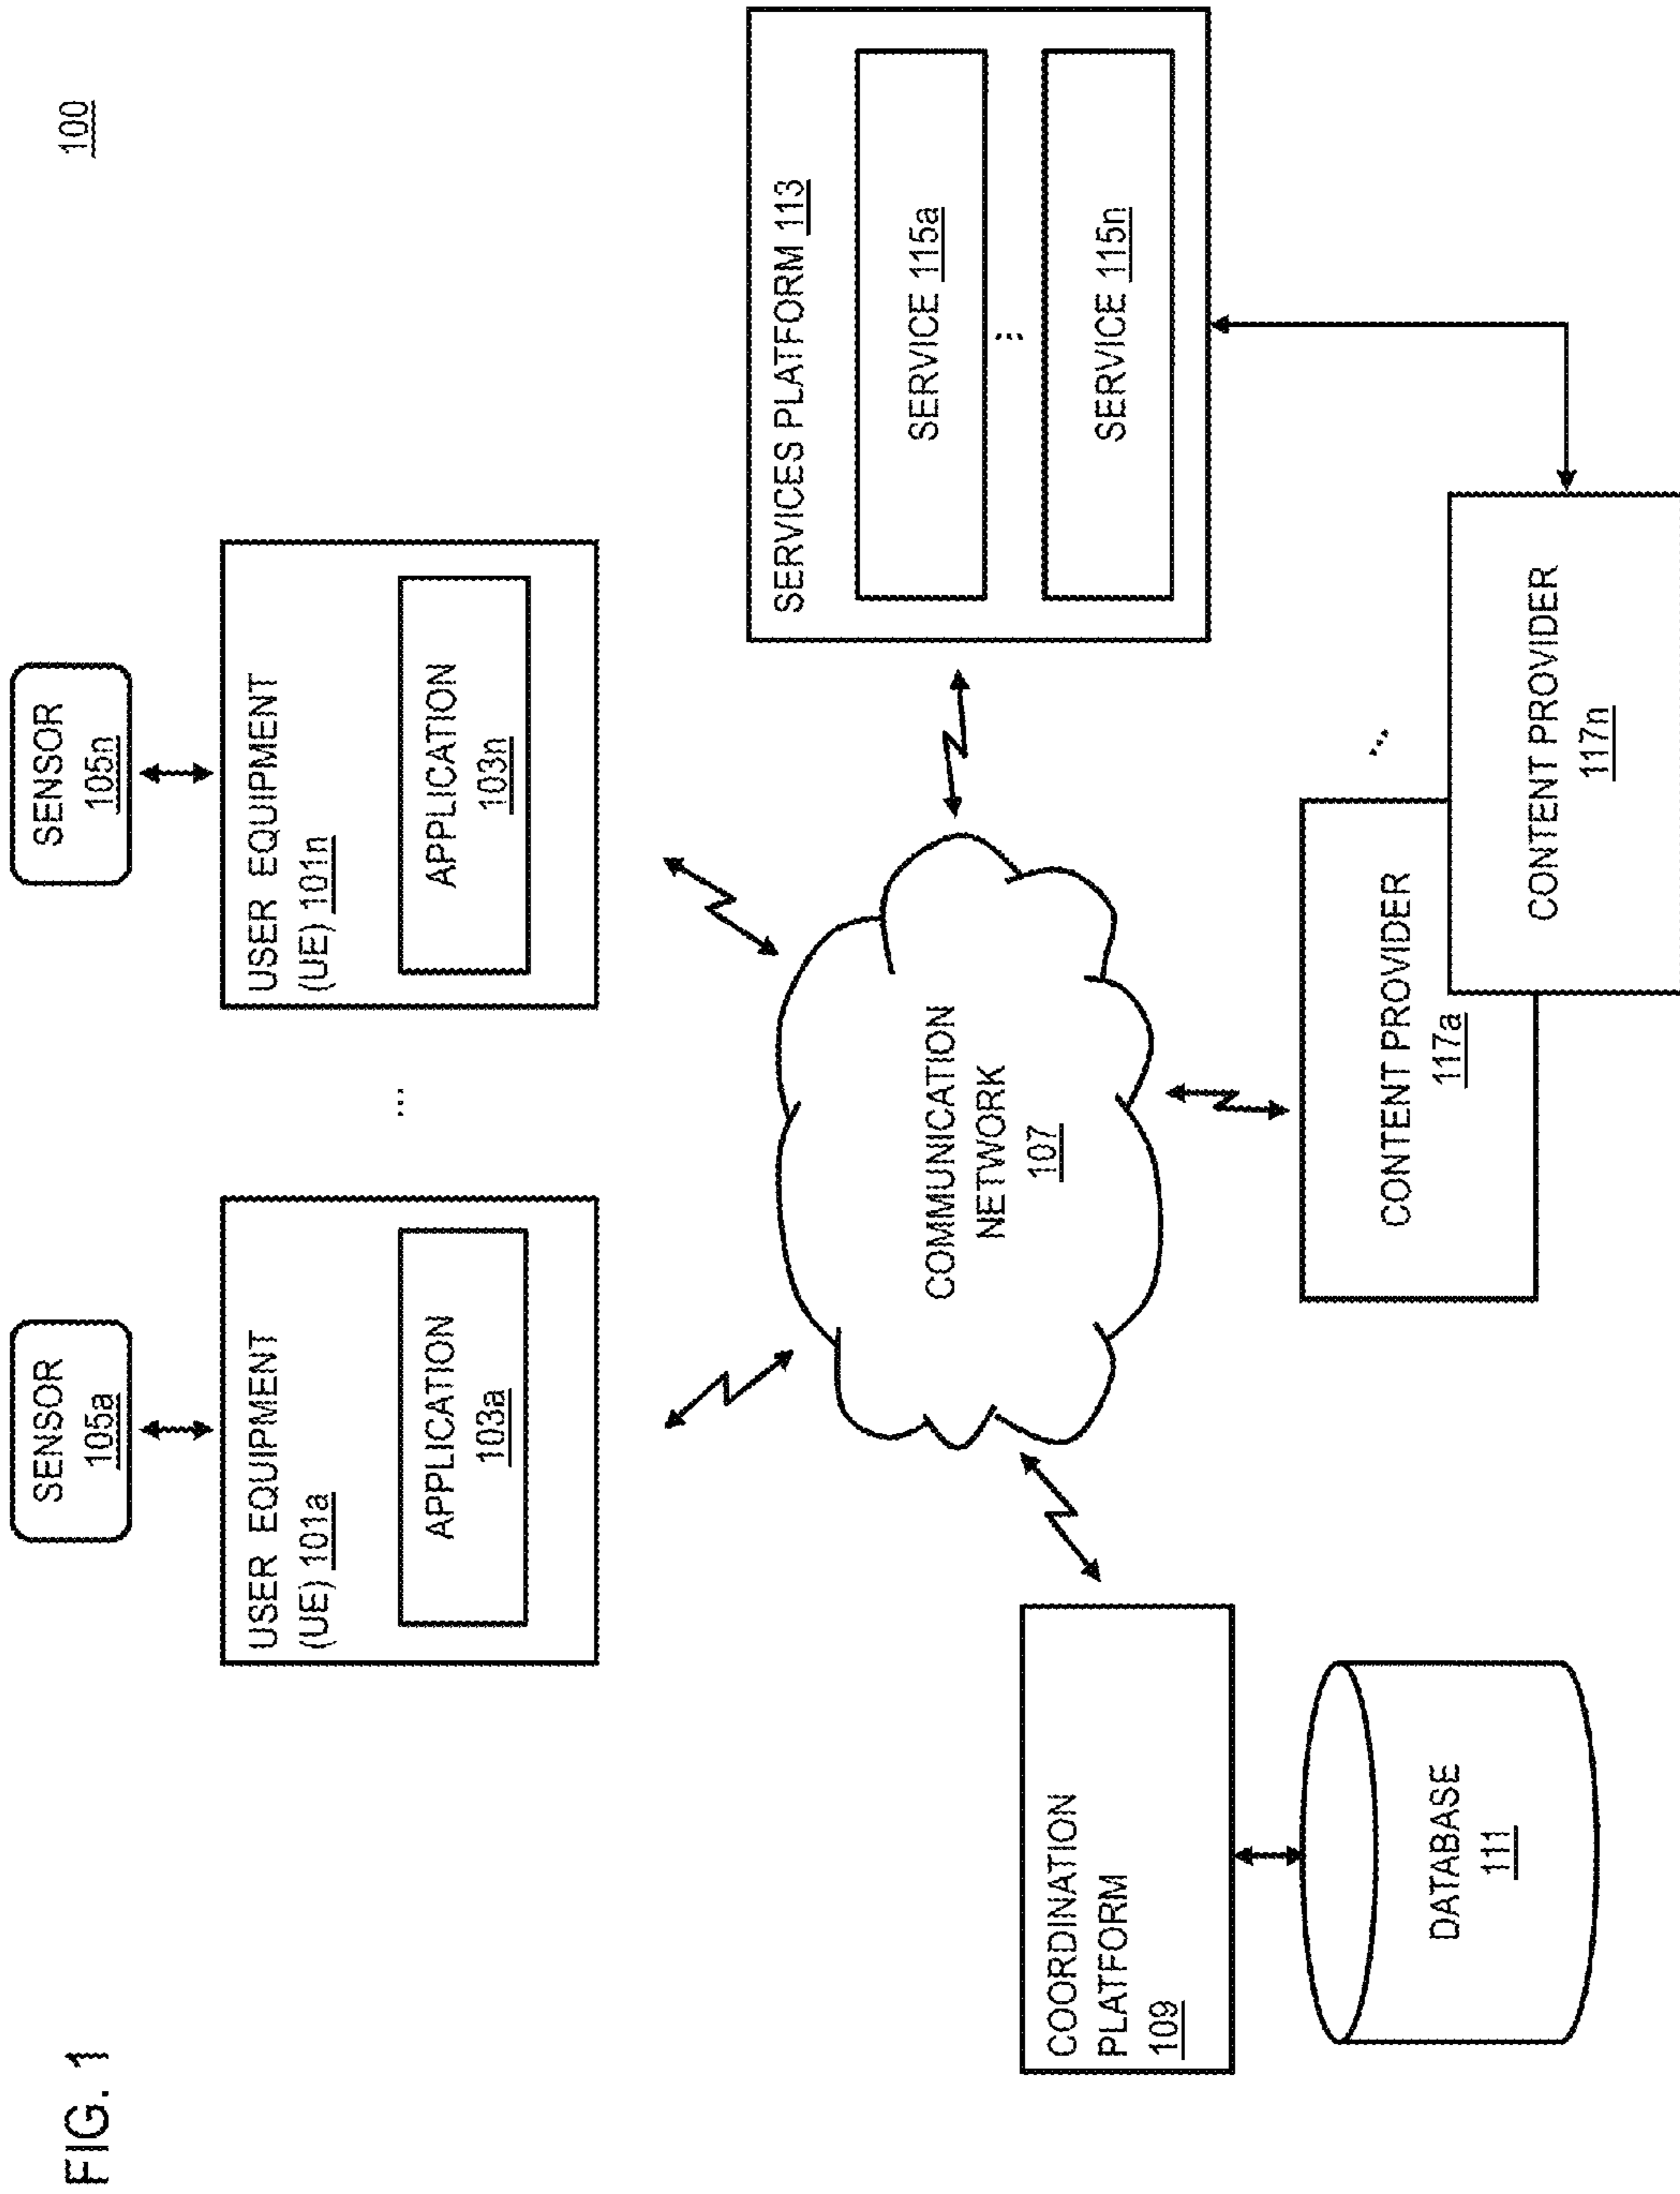 FIG. 1
100
SENSOR
105a
SENSOR
105n
USER EQUIPMENT
(UE) 101a
APPLICATION
103a
...
USER EQUIPMENT
(UE) 101n
APPLICATION
103n
COMMUNICATION
NETWORK
107
SERVICES PLATFORM 113
SERVICE 115a
...
SERVICE 115n
COORDINATION
PLATFORM
109
DATABASE
111
CONTENT PROVIDER
117a
...
CONTENT PROVIDER
117n